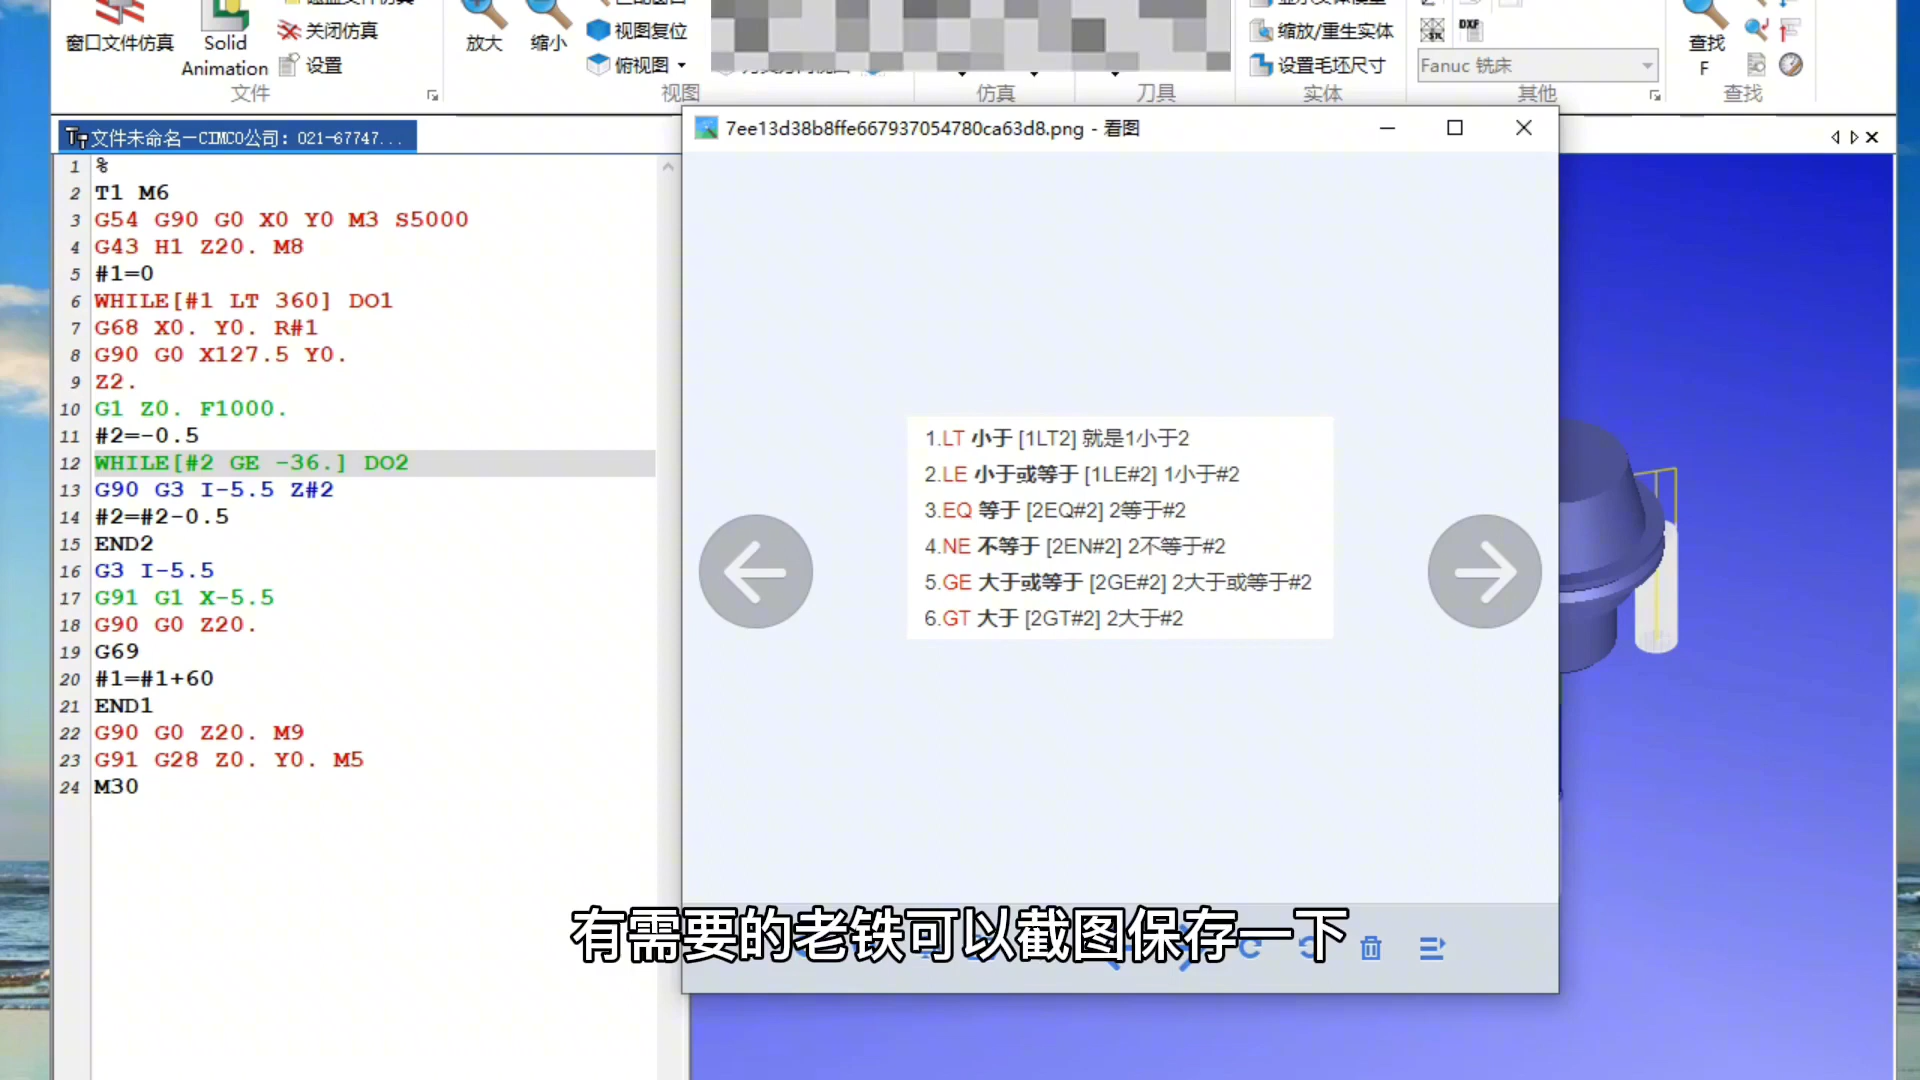 窗口文件仿真
Solid
Animation
关闭仿真
设置
文件
放大
缩小
视图复位
俯视图
视图
仿真
刀具
缩放/重生实体
设置毛坯尺寸
实体
DXF
Fanuc 铣床
其他
查找
F
查找
文件未命名—CIMCO公司：021-67747...
1 %
2 T1 M6
3 G54 G90 G0 X0 Y0 M3 S5000
4 G43 H1 Z20. M8
5 #1=0
6 WHILE[#1 LT 360] DO1
7 G68 X0. Y0. R#1
8 G90 G0 X127.5 Y0.
9 Z2.
10 G1 Z0. F1000.
11 #2=-0.5
12 WHILE[#2 GE -36.] DO2
13 G90 G3 I-5.5 Z#2
14 #2=#2-0.5
15 END2
16 G3 I-5.5
17 G91 G1 X-5.5
18 G90 G0 Z20.
19 G69
20 #1=#1+60
21 END1
22 G90 G0 Z20. M9
23 G91 G28 Z0. Y0. M5
24 M30
7ee13d38b8ffe667937054780ca63d8.png - 看图
1.LT 小于 [1LT2] 就是1小于2
2.LE 小于或等于 [1LE#2] 1小于#2
3.EQ 等于 [2EQ#2] 2等于#2
4.NE 不等于 [2EN#2] 2不等于#2
5.GE 大于或等于 [2GE#2] 2大于或等于#2
6.GT 大于 [2GT#2] 2大于#2
有需要的老铁可以截图保存一下